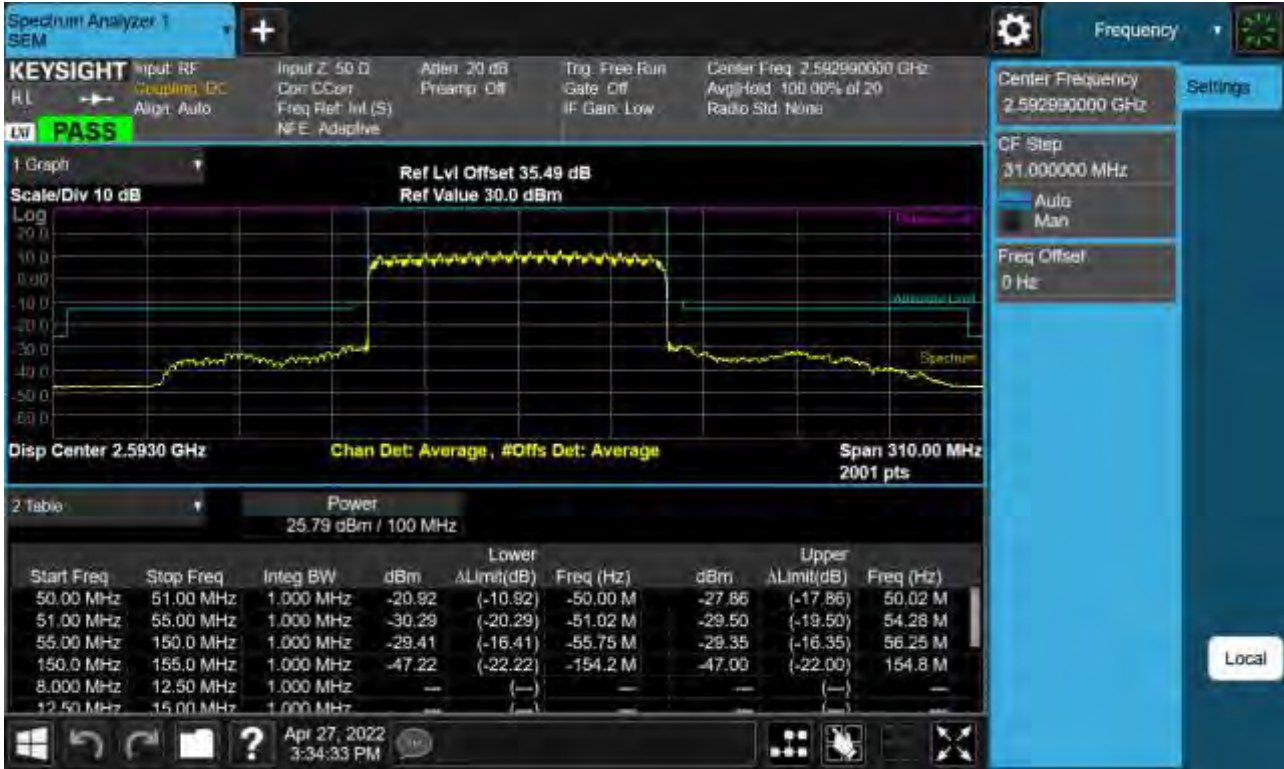 Spectrum Analyzer 1
SEM
Frequency
KEYSIGHT
RL
LXI
PASS
Input: RF
Coupling: DC
Align: Auto
Input Z: 50 Ω
Corr CCorr
Freq Ref: Int (S)
NFE: Adaptive
Atten: 20 dB
Preamp: Off
Trig: Free Run
Gate: Off
IF Gain: Low
Center Freq: 2.592990000 GHz
Avg|Hold: 100.00% of 20
Radio Std: None
Center Frequency
2.592990000 GHz
Settings
CF Step
31.000000 MHz
Auto
Man
Freq Offset
0 Hz
1 Graph
Scale/Div 10 dB
Ref Lvl Offset 35.49 dB
Ref Value 30.0 dBm
Log
20.0
10.0
0.00
-10.0
-20.0
-30.0
-40.0
-50.0
-60.0
Spectrum
Disp Center 2.5930 GHz
Chan Det: Average, #Offs Det: Average
Span 310.00 MHz
2001 pts
2 Table
Power
25.79 dBm / 100 MHz
Lower Upper
Start Freq Stop Freq Integ BW dBm ΔLimit(dB) Freq (Hz) dBm ΔLimit(dB) Freq (Hz)
50.00 MHz 51.00 MHz 1.000 MHz -20.92 (-10.92) -50.00 M -27.86 (-17.86) 50.02 M
51.00 MHz 55.00 MHz 1.000 MHz -30.29 (-20.29) -51.02 M -29.50 (-19.50) 54.28 M
55.00 MHz 150.0 MHz 1.000 MHz -29.41 (-16.41) -55.75 M -29.35 (-16.35) 56.25 M
150.0 MHz 155.0 MHz 1.000 MHz -47.22 (-22.22) -154.2 M -47.00 (-22.00) 154.8 M
8.000 MHz 12.50 MHz 1.000 MHz --- (---) --- --- (---) ---
12.50 MHz 15.00 MHz 1.000 MHz --- (---) --- --- (---) ---
Local
?
Apr 27, 2022
3:34:33 PM